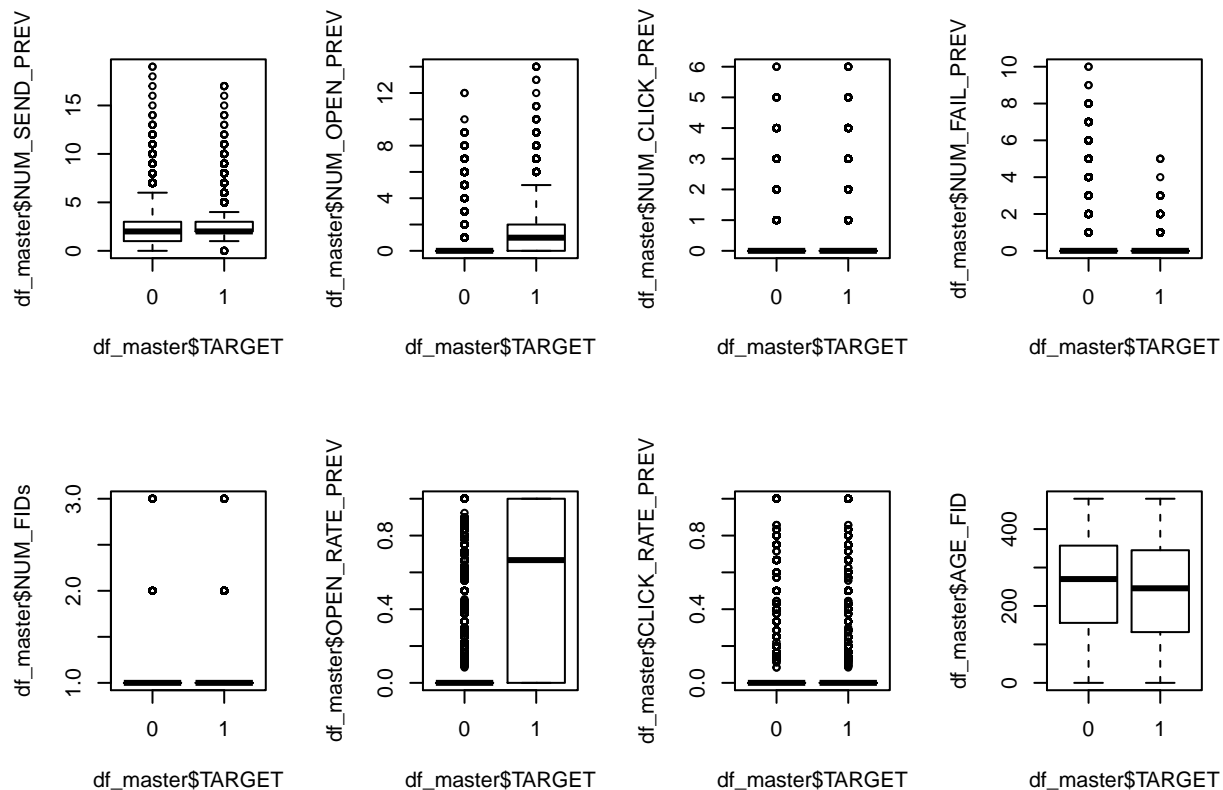 df_master$NUM_SEND_PREV
0 5 10 15
0 1
df_master$TARGET
df_master$NUM_OPEN_PREV
0 4 8 12
0 1
df_master$TARGET
df_master$NUM_CLICK_PREV
0 1 2 3 4 5 6
0 1
df_master$TARGET
df_master$NUM_FAIL_PREV
0 2 4 6 8 10
0 1
df_master$TARGET
df_master$NUM_FIDs
1.0 2.0 3.0
0 1
df_master$TARGET
df_master$OPEN_RATE_PREV
0.0 0.4 0.8
0 1
df_master$TARGET
df_master$CLICK_RATE_PREV
0.0 0.4 0.8
0 1
df_master$TARGET
df_master$AGE_FID
0 200 400
0 1
df_master$TARGET